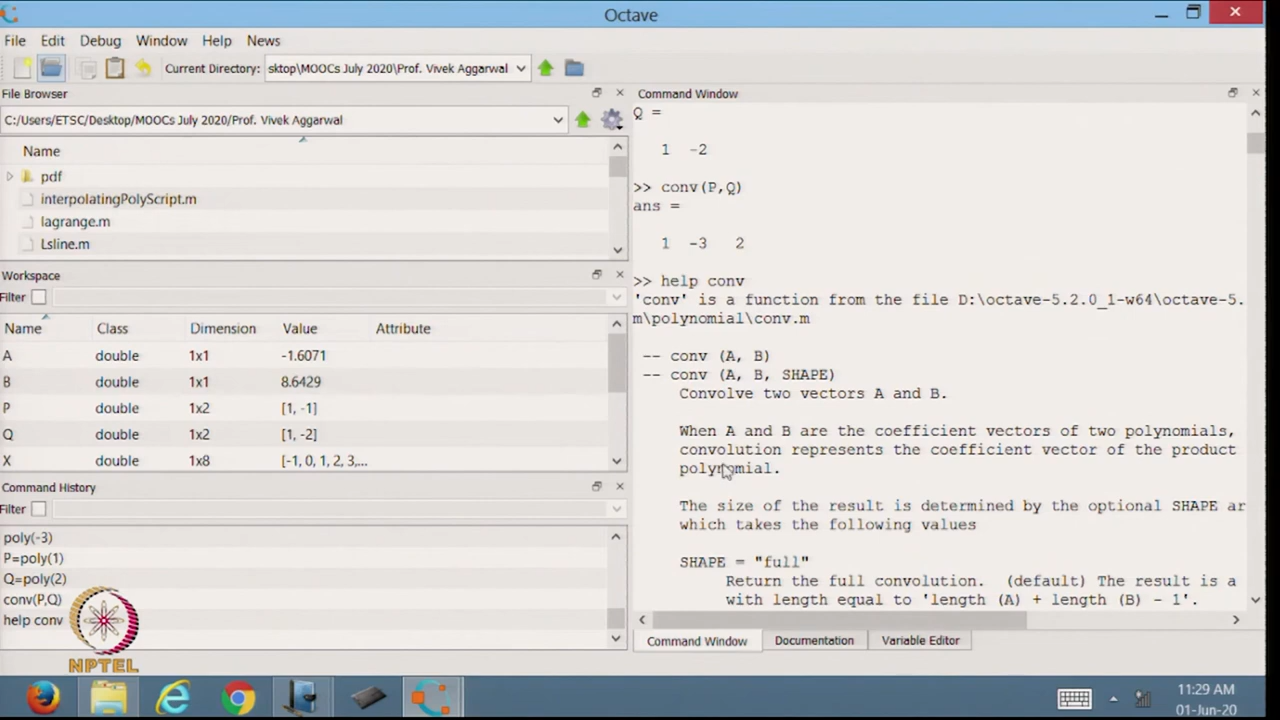 Octave
File Edit Debug Window Help News
Current Directory: sktop\MOOCs July 2020\Prof. Vivek Aggarwal
File Browser
C:/Users/ETSC/Desktop/MOOCs July 2020/Prof. Vivek Aggarwal
Name
pdf
interpolatingPolyScript.m
lagrange.m
Lsline.m
Workspace
Filter
Name Class Dimension Value Attribute
A double 1x1 -1.6071
B double 1x1 8.6429
P double 1x2 [1, -1]
Q double 1x2 [1, -2]
X double 1x8 [-1, 0, 1, 2, 3,...
Command History
Filter
poly(-3)
P=poly(1)
Q=poly(2)
conv(P,Q)
help conv
NPTEL
Command Window
Q =
1 -2
>> conv(P,Q)
ans =
1 -3 2
>> help conv
'conv' is a function from the file D:\octave-5.2.0_1-w64\octave-5.
m\polynomial\conv.m
-- conv (A, B)
-- conv (A, B, SHAPE)
Convolve two vectors A and B.
When A and B are the coefficient vectors of two polynomials,
convolution represents the coefficient vector of the product
polynomial.
The size of the result is determined by the optional SHAPE ar
which takes the following values
SHAPE = "full"
Return the full convolution. (default) The result is a
with length equal to 'length (A) + length (B) - 1'.
Command Window Documentation Variable Editor
11:29 AM
01-Jun-20